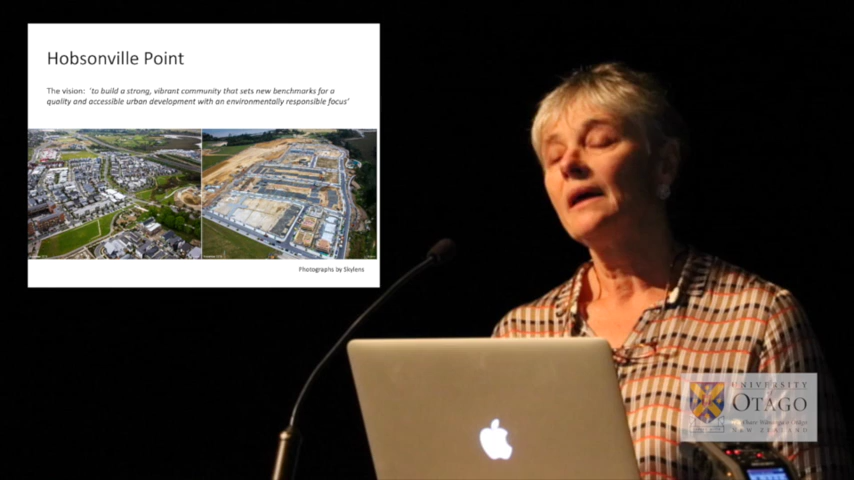 Hobsonville Point
The vision: 'to build a strong, vibrant community that sets new benchmarks for a
quality and accessible urban development with an environmentally responsible focus'
Photographs by Skylens
UNIVERSITY
OTAGO
NEW ZEALAND